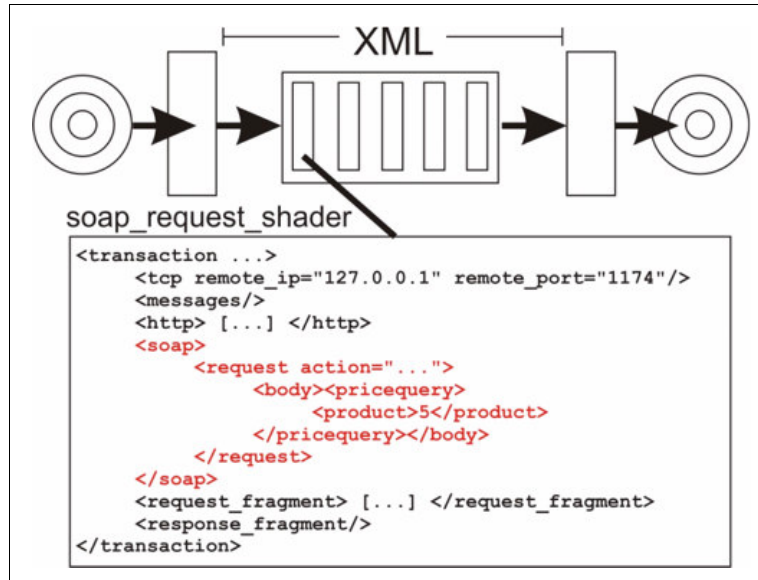 XML
soap_request_shader
<transaction ...>
<tcp remote_ip="127.0.0.1" remote_port="1174"/>
<messages/>
<http> [...] </http>
<soap>
<request action="...">
<body><pricequery>
<product>5</product>
</pricequery></body>
</request>
</soap>
<request_fragment> [...] </request_fragment>
<response_fragment/>
</transaction>